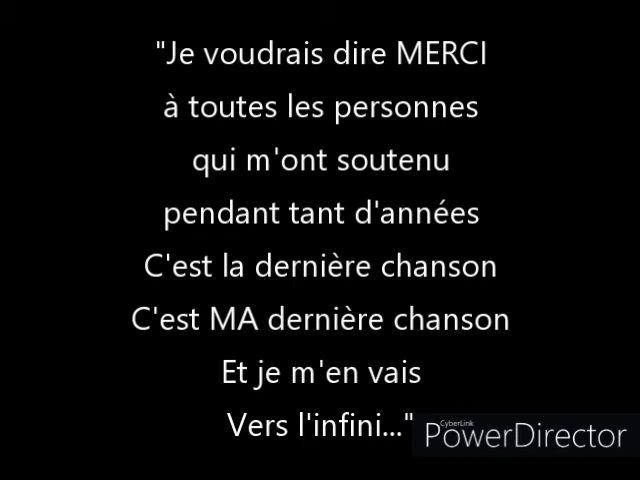 "Je voudrais dire MERCI
à toutes les personnes
qui m'ont soutenu
pendant tant d'années
C'est la dernière chanson
C'est MA dernière chanson
Et je m'en vais
Vers l'infini..."
CyberLink
PowerDirector